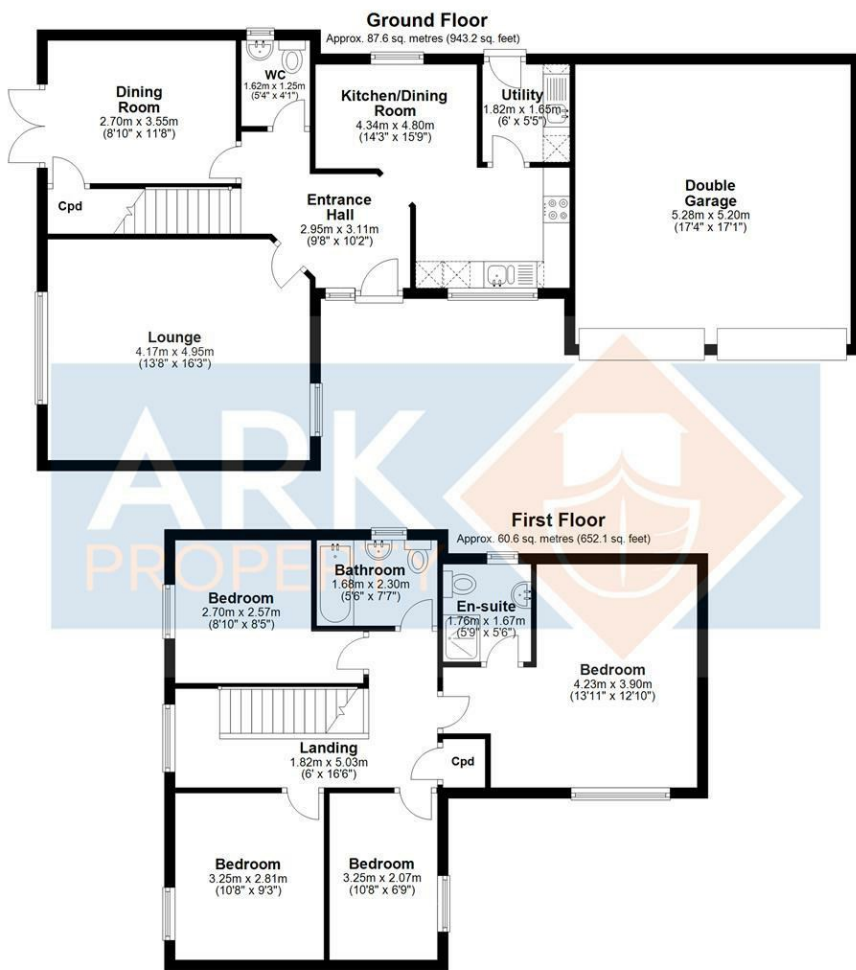 Ground Floor
Approx. 87.6 sq. metres (943.2 sq. feet)
Dining
Room
2.70m x 3.55m
(8'10" x 11'8")
WC
1.62m x 1.25m
(5'4" x 4'1")
Kitchen/Dining
Room
4.34m x 4.80m
(14'3" x 15'9")
Utility
1.82m x 1.65m
(6' x 5'5")
Double
Garage
5.28m x 5.20m
(17'4" x 17'1")
Cpd
Entrance
Hall
2.95m x 3.11m
(9'8" x 10'2")
Lounge
4.17m x 4.95m
(13'8" x 16'3")
ARK
PROPERTY
First Floor
Approx. 60.6 sq. metres (652.1 sq. feet)
Bedroom
2.70m x 2.57m
(8'10" x 8'5")
Bathroom
1.68m x 2.30m
(5'6" x 7'7")
En-suite
1.76m x 1.67m
(5'9" x 5'6")
Bedroom
4.23m x 3.90m
(13'11" x 12'10")
Landing
1.82m x 5.03m
(6' x 16'6")
Cpd
Bedroom
3.25m x 2.81m
(10'8" x 9'3")
Bedroom
3.25m x 2.07m
(10'8" x 6'9")